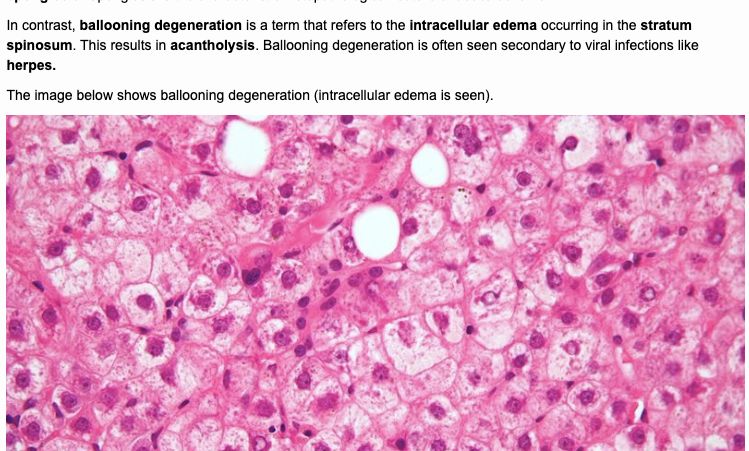 In contrast, ballooning degeneration is a term that refers to the intracellular edema occurring in the stratum
spinosum. This results in acantholysis. Ballooning degeneration is often seen secondary to viral infections like
herpes.
The image below shows ballooning degeneration (intracellular edema is seen).